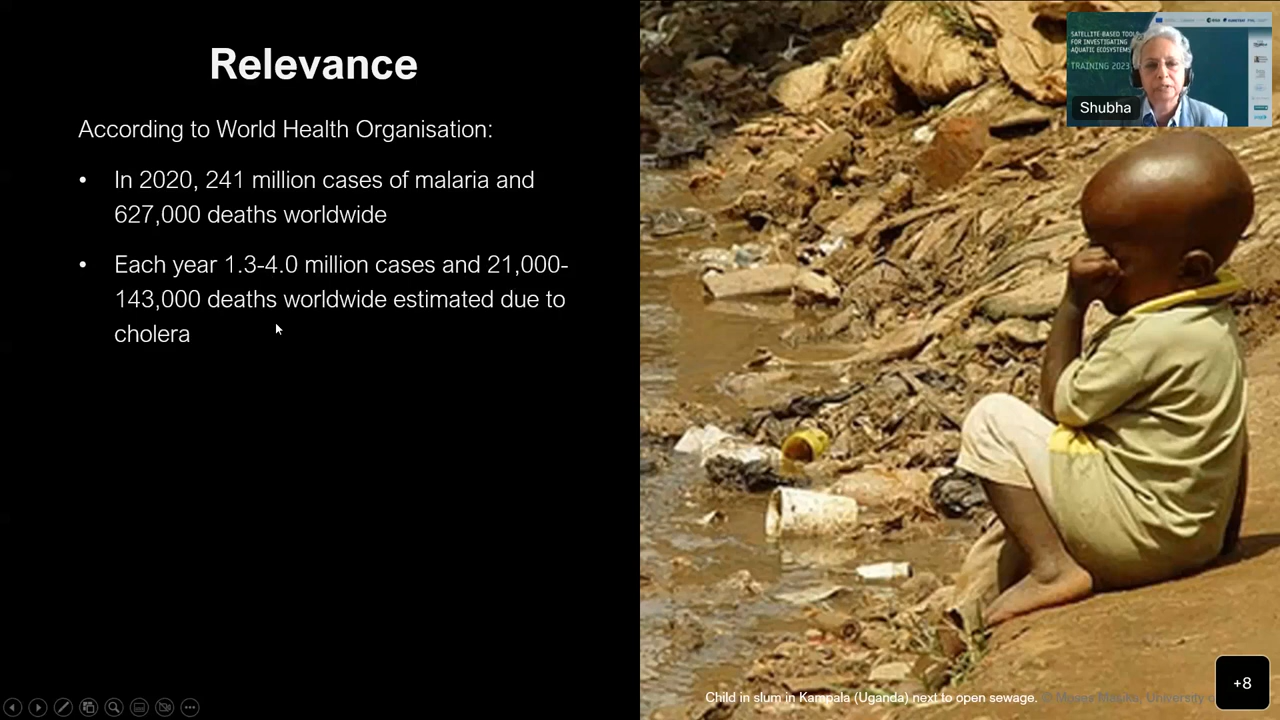 Relevance
According to World Health Organisation:
• In 2020, 241 million cases of malaria and
627,000 deaths worldwide
• Each year 1.3-4.0 million cases and 21,000-
143,000 deaths worldwide estimated due to
cholera
SATELLITE-BASED TOOLS
FOR INVESTIGATING
AQUATIC ECOSYSTEMS
TRAINING 2023
Shubha
Child in slum in Kampala (Uganda) next to open sewage. © Moses Masiko, University
+8